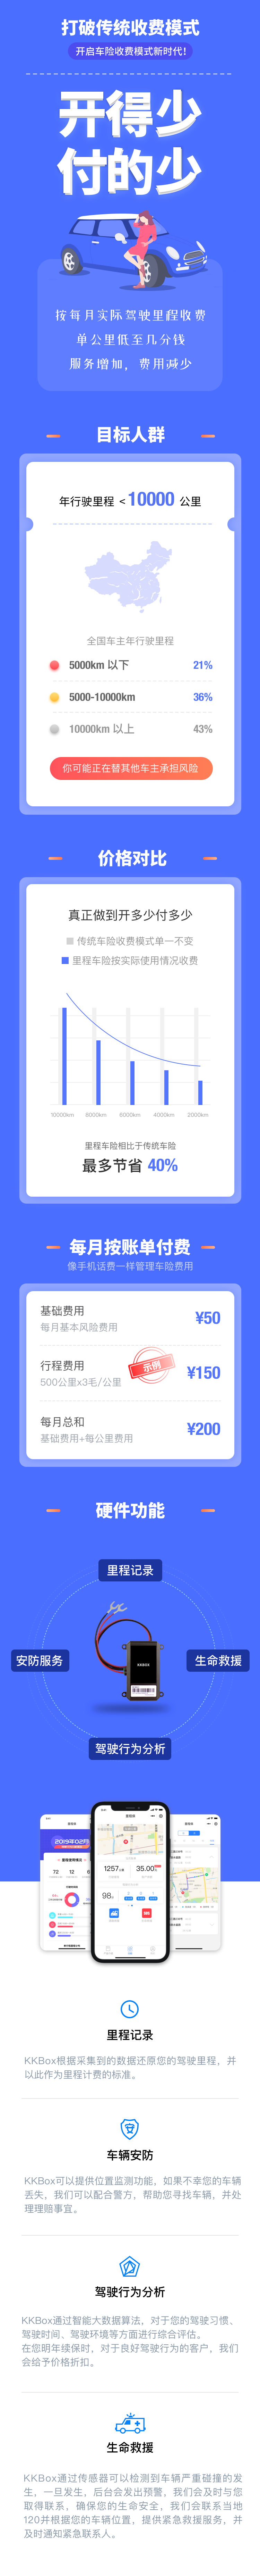 打破传统收费模式
开启车险收费模式新时代！
开得少
付的少
按每月实际驾驶里程收费
单公里低至几分钱
服务增加，费用减少
目标人群
年行驶里程 < 10000 公里
全国车主年行驶里程
5000km 以下 21%
5000-10000km 36%
10000km 以上 43%
你可能正在替其他车主承担风险
价格对比
真正做到开多少付多少
传统车险收费模式单一不变
里程车险按实际使用情况收费
10000km 8000km 6000km 4000km 2000km
里程车险相比于传统车险
最多节省 40%
每月按账单付费
像手机话费一样管理车险费用
基础费用
每月基本风险费用
¥50
行程费用
500公里x3毛/公里
示例
¥150
每月总和
基础费用+每公里费用
¥200
硬件功能
里程记录
安防服务
生命救援
KKBOX
驾驶行为分析
2019年02月
72 12 6
1257 35.00
98
里程记录
KKBox根据采集到的数据还原您的驾驶里程，并
以此作为里程计费的标准。
车辆安防
KKBox可以提供位置监测功能，如果不幸您的车辆
丢失，我们可以配合警方，帮助您寻找车辆，并处
理理赔事宜。
驾驶行为分析
KKBox通过智能大数据算法，对于您的驾驶习惯、
驾驶时间、驾驶环境等方面进行综合评估。
在您明年续保时，对于良好驾驶行为的客户，我们
会给予价格折扣。
生命救援
KKBox通过传感器可以检测到车辆严重碰撞的发
生，一旦发生，后台会发出预警，我们会及时与您
取得联系，确保您的生命安全，我们会联系当地
120并根据您的车辆位置，提供紧急救援服务，并
及时通知紧急联系人。